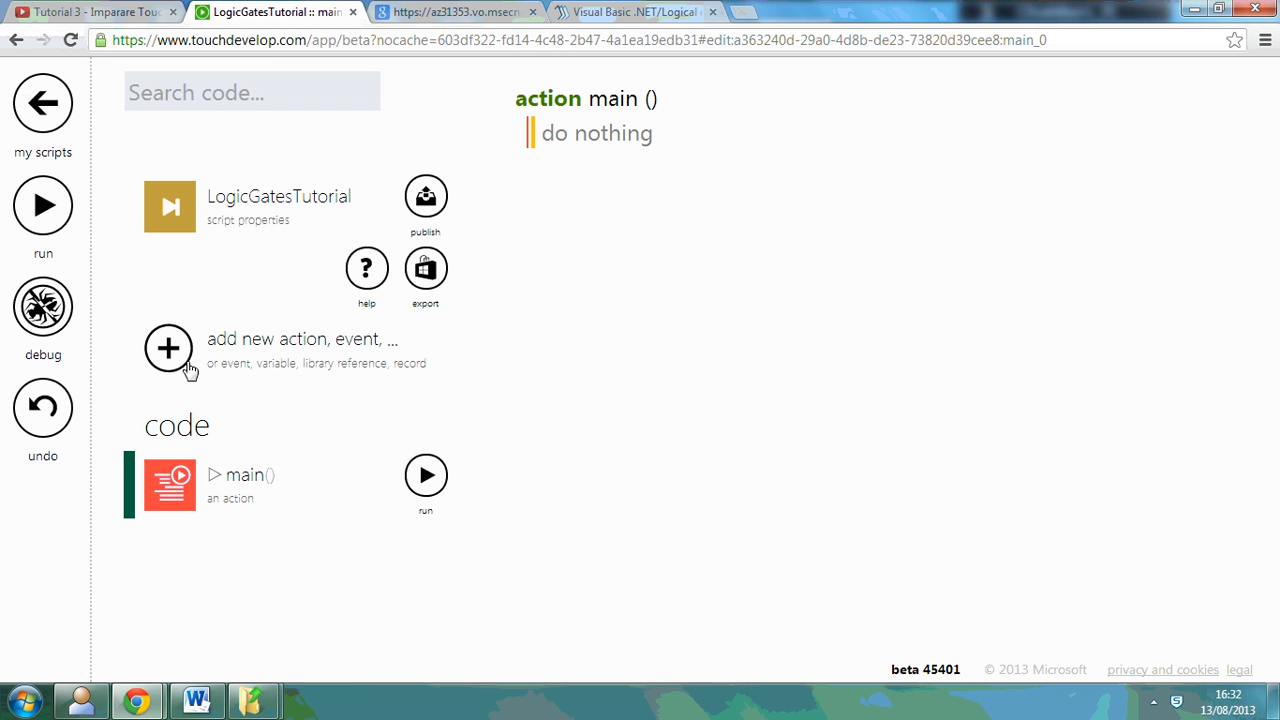 Tutorial 3 - Imparare Touc
LogicGatesTutorial :: main
https://az31353.vo.msecn
Visual Basic .NET/Logical
https://www.touchdevelop.com/app/beta?nocache=603df322-fd14-4c48-2b47-4a1ea19edb31#edit:a363240d-29a0-4d8b-de23-73820d39cee8:main_0
my scripts
run
debug
undo
Search code...
LogicGatesTutorial
script properties
publish
?
help
export
add new action, event, ...
or event, variable, library reference, record
code
main()
an action
run
action main ()
do nothing
beta 45401 © 2013 Microsoft privacy and cookies legal
16:32
13/08/2013